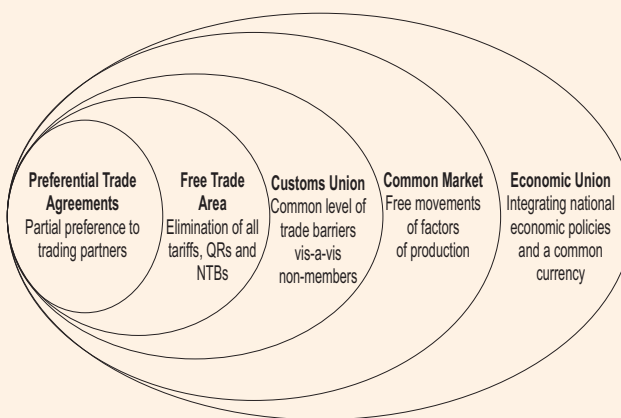 Preferential Trade
Agreements
Partial preference to
trading partners
Free Trade
Area
Elimination of all
tariffs, QRs and
NTBs
Customs Union
Common level of
trade barriers
vis-a-vis
non-members
Common Market
Free movements
of factors
of production
Economic Union
Integrating national
economic policies
and a common
currency